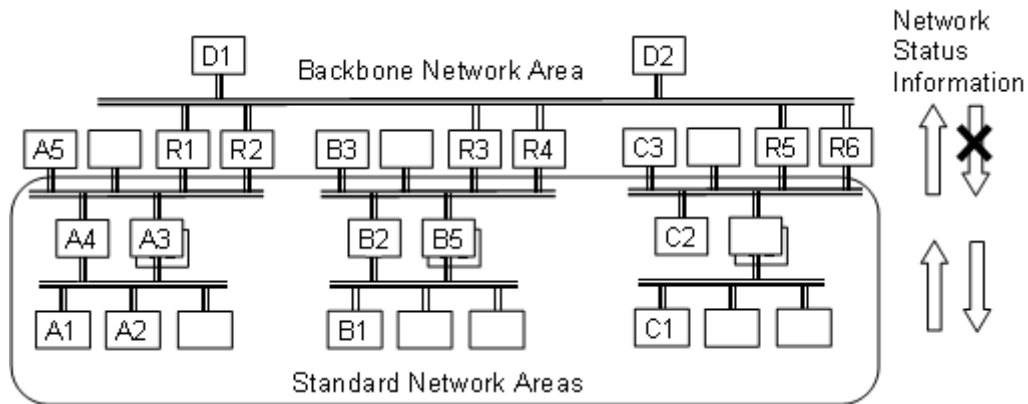 D1
Backbone Network Area
D2
Network
Status
Information
A5
R1
R2
B3
R3
R4
C3
R5
R6
A4
A3
B2
B5
C2
A1
A2
B1
C1
Standard Network Areas